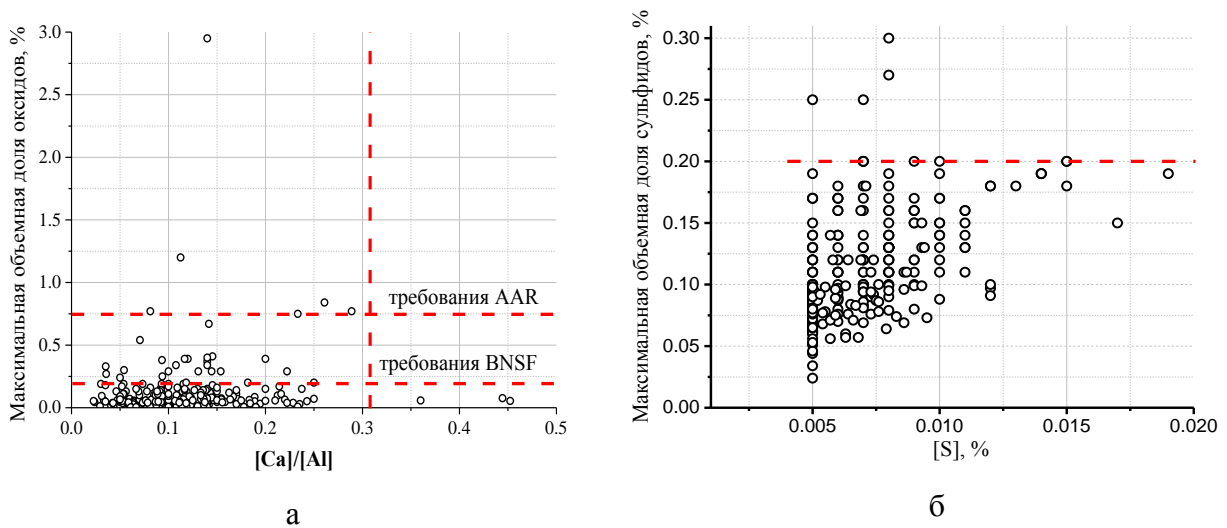 Максимальная объемная доля оксидов, %
3.0
2.5
2.0
1.5
1.0
0.5
0.0
требования AAR
требования BNSF
0.0 0.1 0.2 0.3 0.4 0.5
[Ca]/[Al]
а
Максимальная объемная доля сульфидов, %
0.30
0.25
0.20
0.15
0.10
0.05
0.00
0.005 0.010 0.015 0.020
[S], %
б